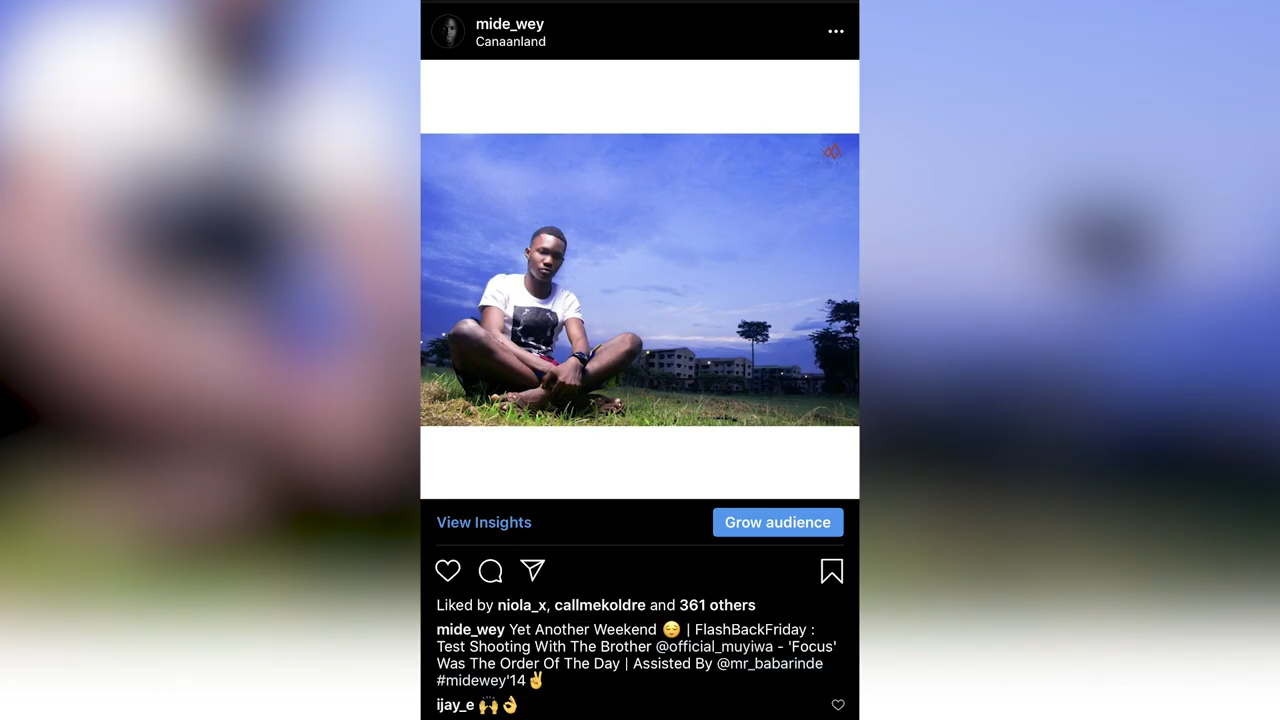 mide_wey
Canaanland
View Insights
Grow audience
Liked by niola_x, callmekoldre and 361 others
mide_wey Yet Another Weekend 😌 | FlashBackFriday :
Test Shooting With The Brother @official_muyiwa - 'Focus'
Was The Order Of The Day | Assisted By @mr_babarinde
#midewey'14✌️
ijay_e 🙌👌